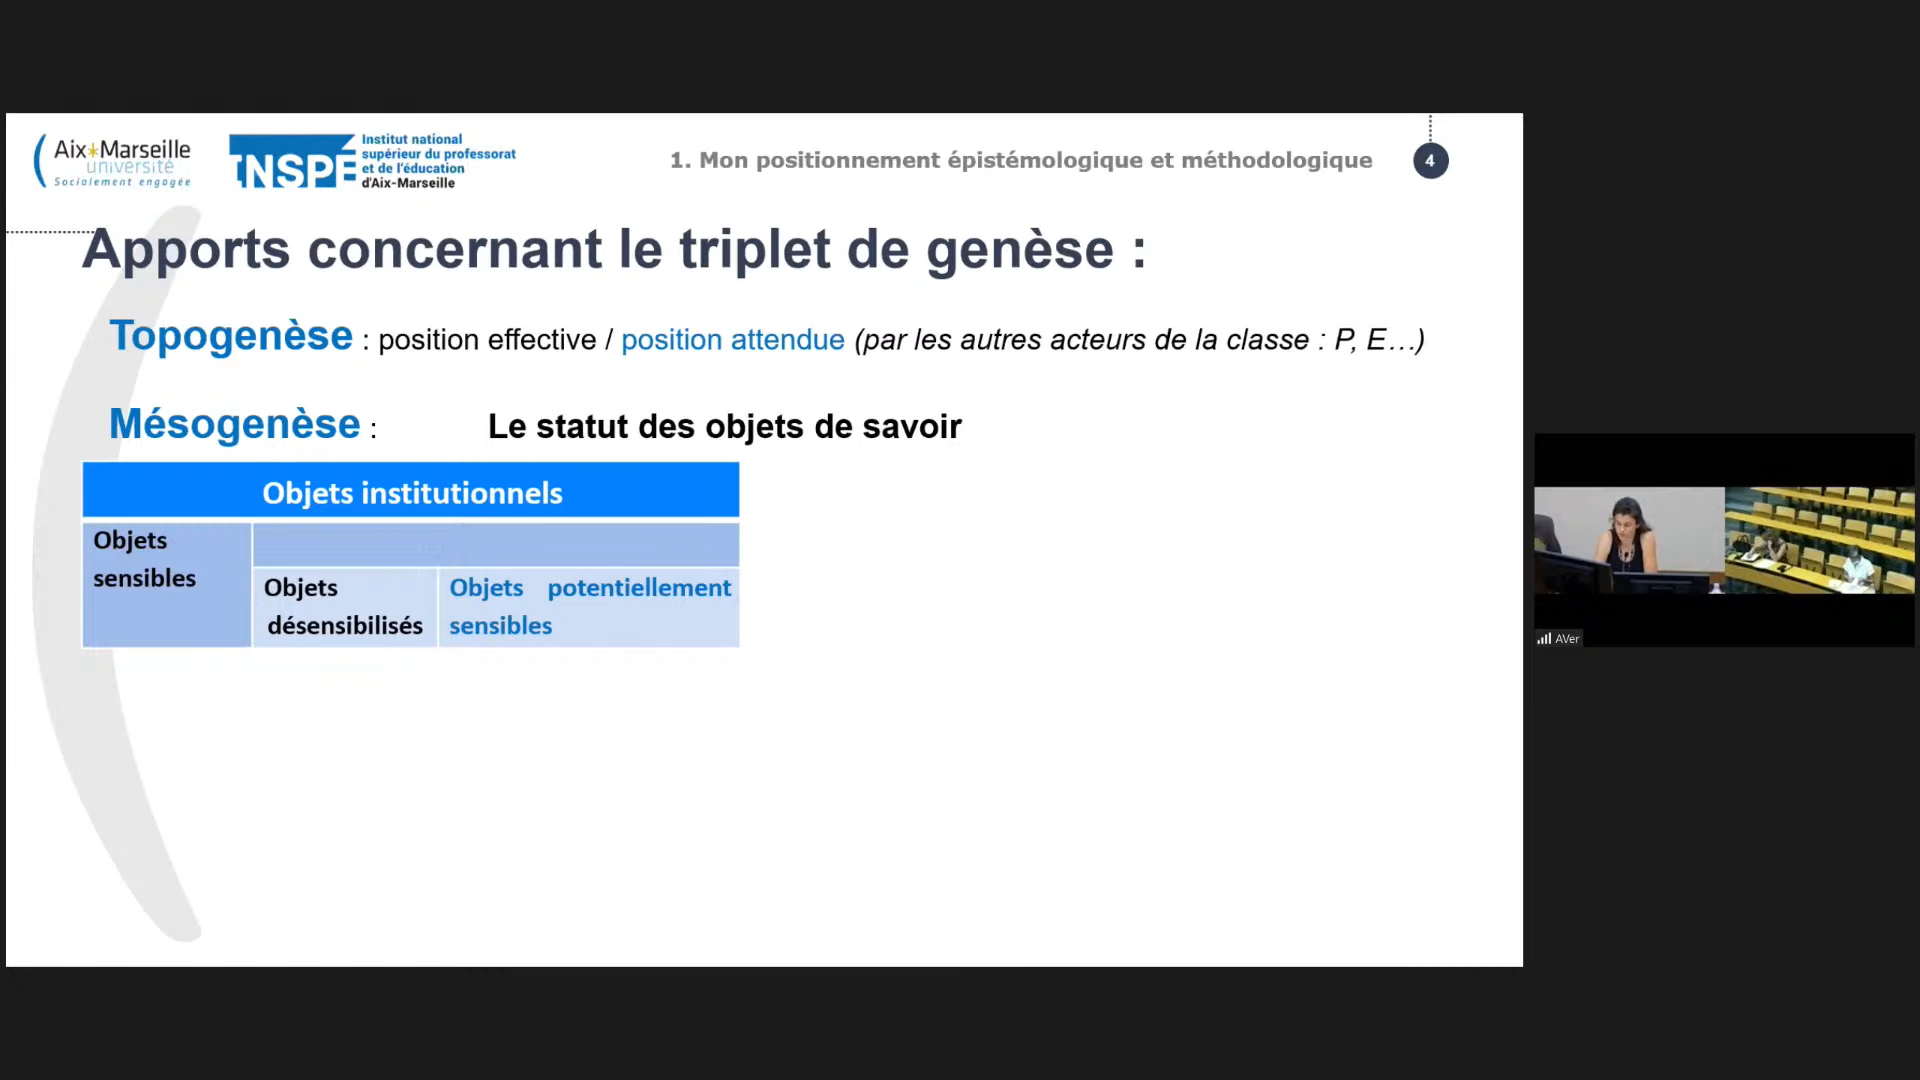 Aix*Marseille
université
Socialement engagée
INSPÉ
Institut national
supérieur du professorat
et de l'éducation
d'Aix-Marseille
1. Mon positionnement épistémologique et méthodologique
4
Apports concernant le triplet de genèse :
Topogenèse : position effective / position attendue (par les autres acteurs de la classe : P, E…)
Mésogenèse : Le statut des objets de savoir
Objets institutionnels
Objets
sensibles
Objets
désensibilisés
Objets potentiellement
sensibles
AVer